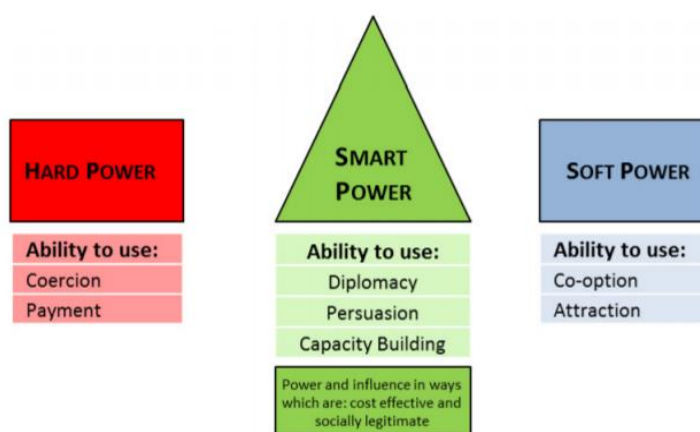 HARD POWER
Ability to use:
Coercion
Payment
SMART
POWER
Ability to use:
Diplomacy
Persuasion
Capacity Building
Power and influence in ways
which are: cost effective and
socially legitimate
SOFT POWER
Ability to use:
Co-option
Attraction